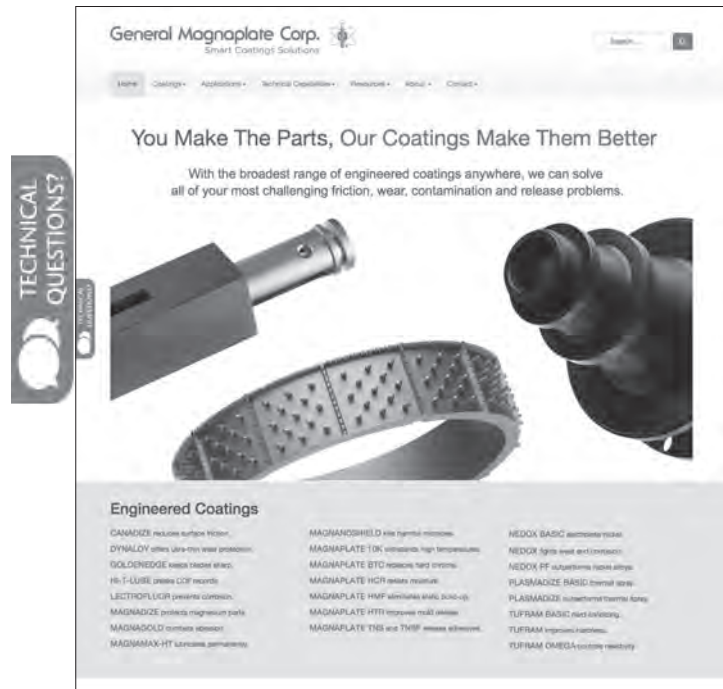 General Magnaplate Corp.
Smart Coatings Solutions
Search...
Home Coatings Applications Technical Capabilities Resources About Contact
You Make The Parts, Our Coatings Make Them Better
With the broadest range of engineered coatings anywhere, we can solve
all of your most challenging friction, wear, contamination and release problems.
TECHNICAL
QUESTIONS?
TECHNICAL
QUESTIONS?
Engineered Coatings
CANADIZE reduces surface friction.
DYNALOY offers ultra-thin wear protection.
GOLDENEDGE keeps blades sharp.
HI-T-LUBE breaks COF records.
LECTROFLUOR prevents corrosion.
MAGNADIZE protects magnesium parts.
MAGNAGOLD combats abrasion.
MAGNAMAX-HT lubricates permanently.
MAGNANOSHIELD kills harmful microbes.
MAGNAPLATE 10K withstands high temperatures.
MAGNAPLATE BTC replaces hard chrome.
MAGNAPLATE HCR resists moisture.
MAGNAPLATE HMF eliminates static build-up.
MAGNAPLATE HTR improves mold release.
MAGNAPLATE TNS and TNSF release adhesives.
NEDOX BASIC electroless nickel.
NEDOX fights wear and corrosion.
NEDOX PF outperforms nickel alloys.
PLASMADIZE BASIC thermal spray.
PLASMADIZE outperforms thermal spray.
TUFRAM BASIC hard anodizing.
TUFRAM improves hardness.
TUFRAM OMEGA controls resistivity.